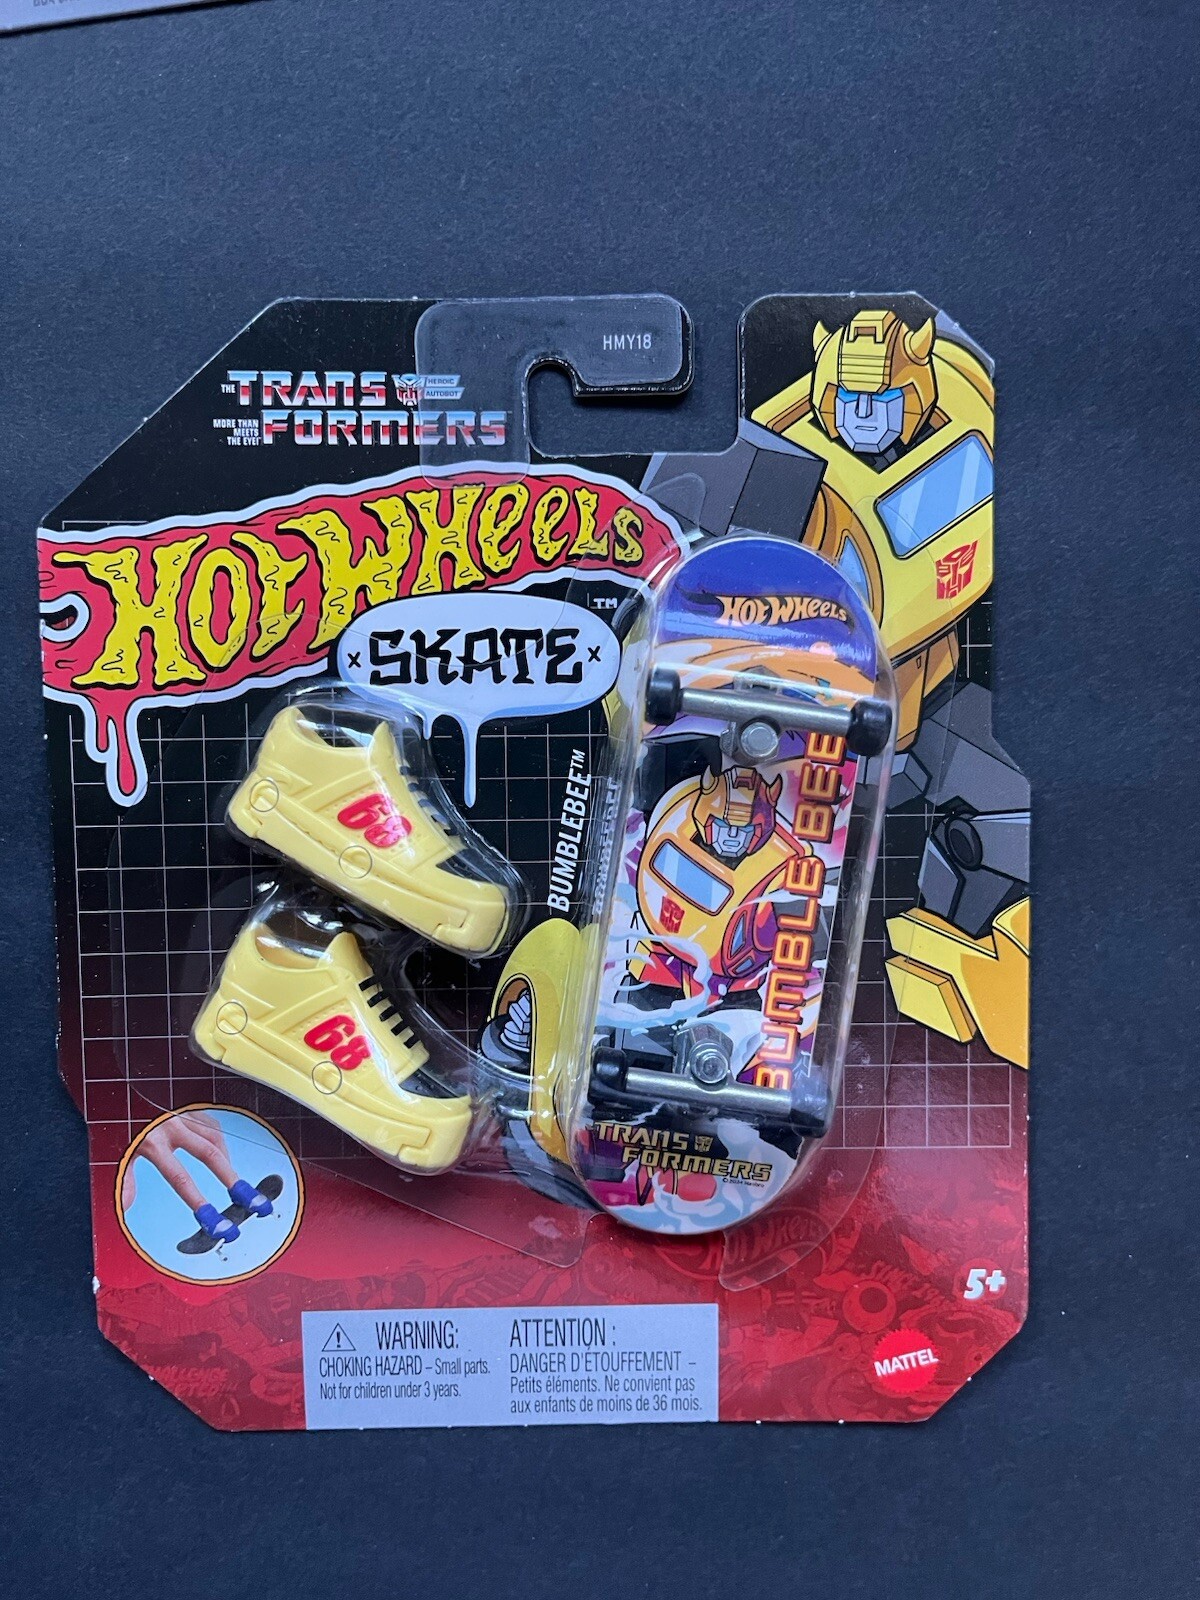 HMY18
THE TRANS HEROIC AUTOBOT
MORE THAN MEETS THE EYE! FORMERS
HOT WHEELS™
SKATE
HOT WHEELS
BUMBLEBEE™
BUMBLE BEE
68
68
TRANS
FORMERS
HOT WHEELS
5+
MATTEL
WARNING:
CHOKING HAZARD – Small parts.
Not for children under 3 years.
ATTENTION :
DANGER D'ÉTOUFFEMENT –
Petits éléments. Ne convient pas
aux enfants de moins de 36 mois.